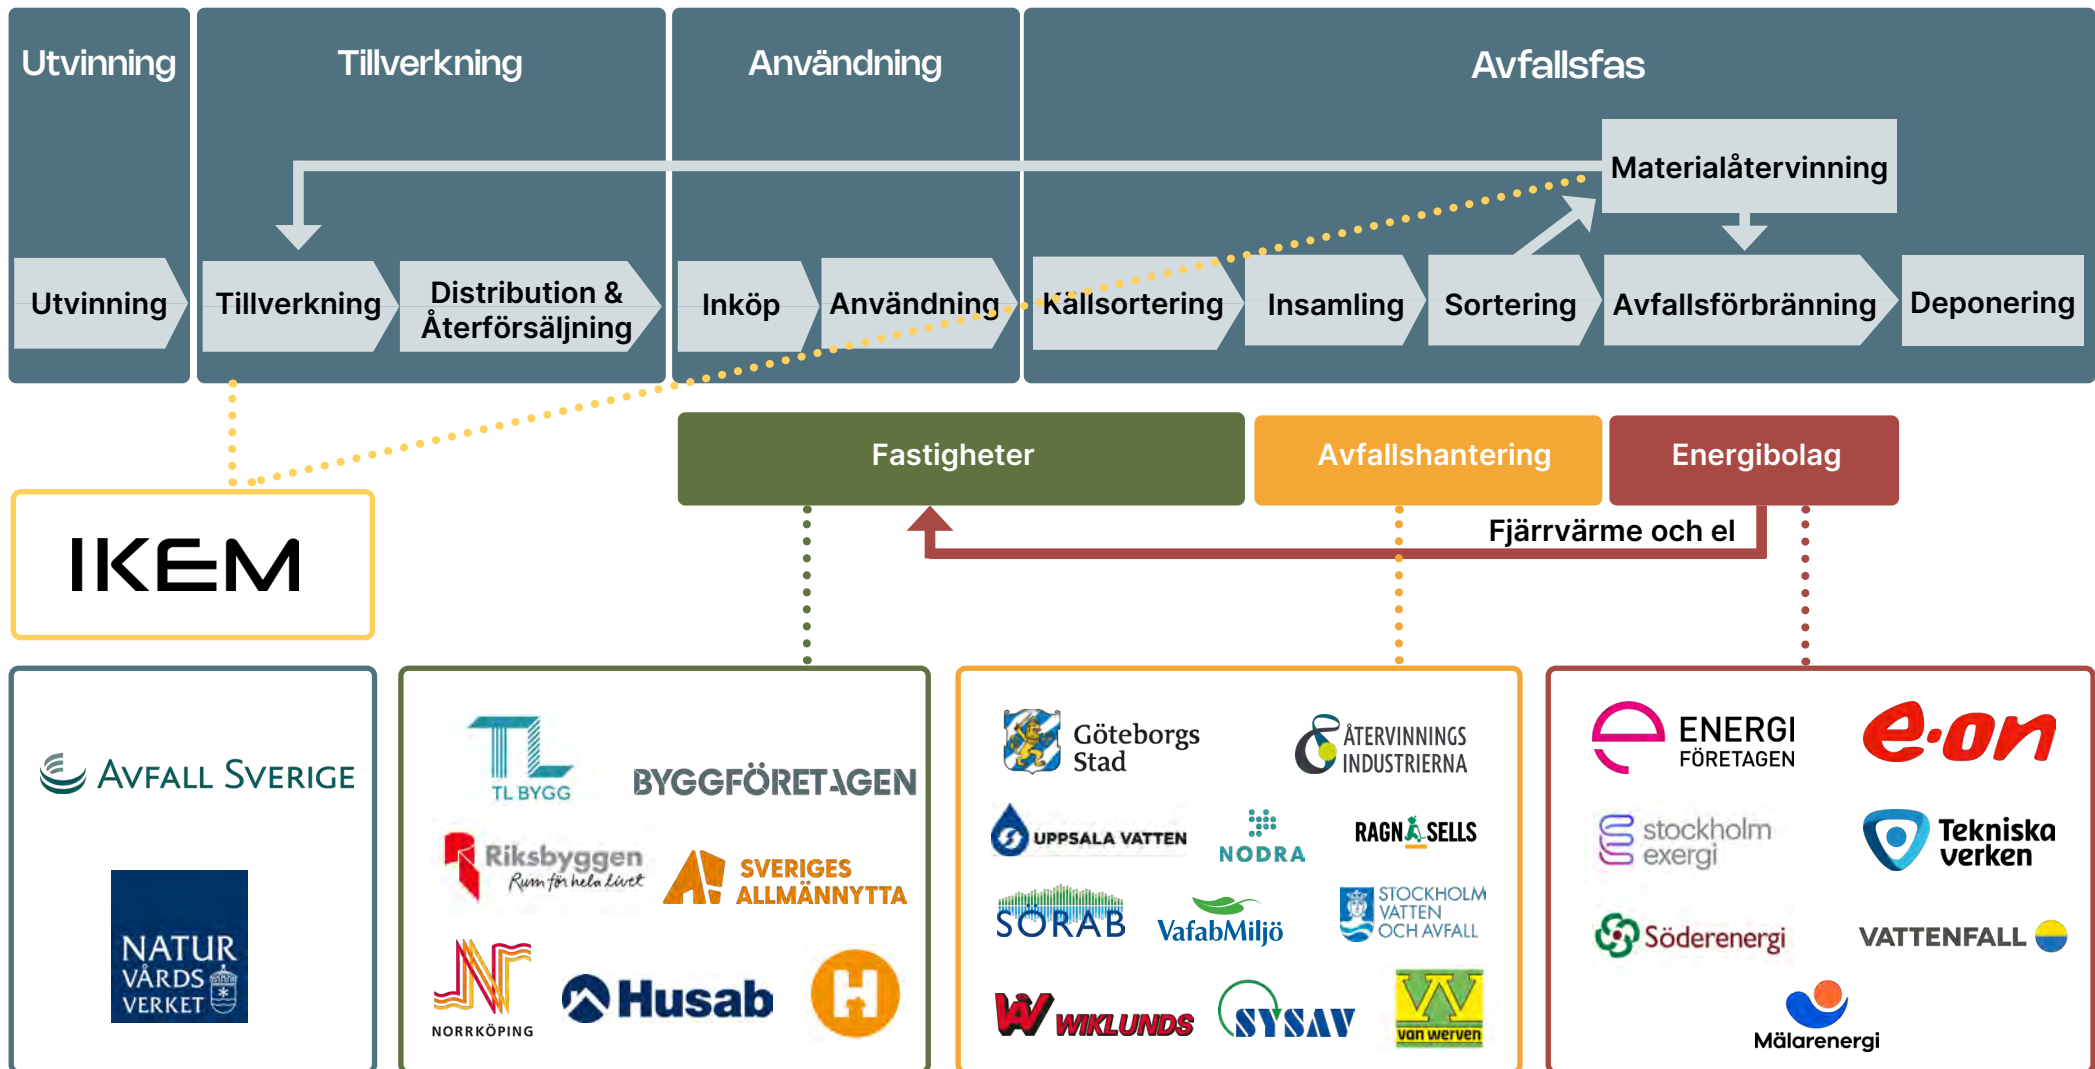 Utvinning
Tillverkning
Användning
Avfallsfas
Materialåtervinning
Utvinning
Tillverkning
Distribution &
Återförsäljning
Inköp
Användning
Källsortering
Insamling
Sortering
Avfallsförbränning
Deponering
Fastigheter
Avfallshantering
Energibolag
Fjärrvärme och el
IKEM
AVFALL SVERIGE
NATUR
VÅRDS
VERKET
TL BYGG
BYGGFÖRETAGEN
Riksbyggen
Rum för hela livet
SVERIGES
ALLMÄNNYTTA
NORRKÖPING
Husab
H
Göteborgs
Stad
ÅTERVINNINGS
INDUSTRIERNA
UPPSALA VATTEN
NODRA
RAGN SELLS
SÖRAB
VafabMiljö
STOCKHOLM
VATTEN
OCH AVFALL
WIKLUNDS
SYSAV
van werven
ENERGI
FÖRETAGEN
e·on
stockholm
exergi
Tekniska
verken
Söderenergi
VATTENFALL
Mälarenergi